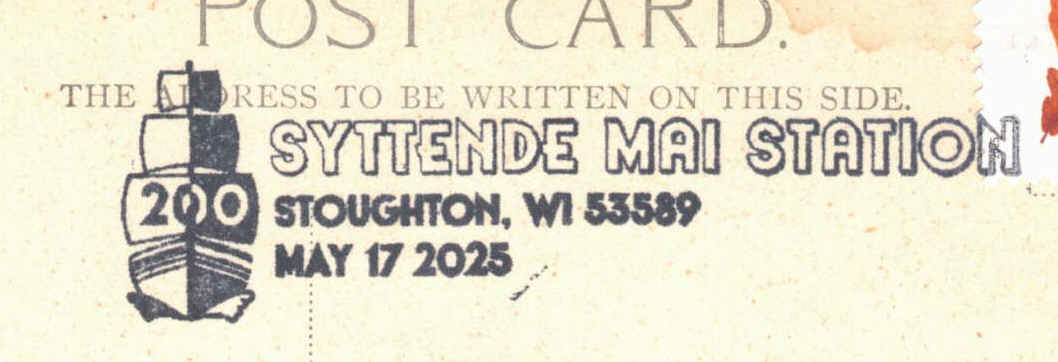 POST CARD.
THE ADDRESS TO BE WRITTEN ON THIS SIDE.
SYTTENDE MAI STATION
200
STOUGHTON, WI 53589
MAY 17 2025